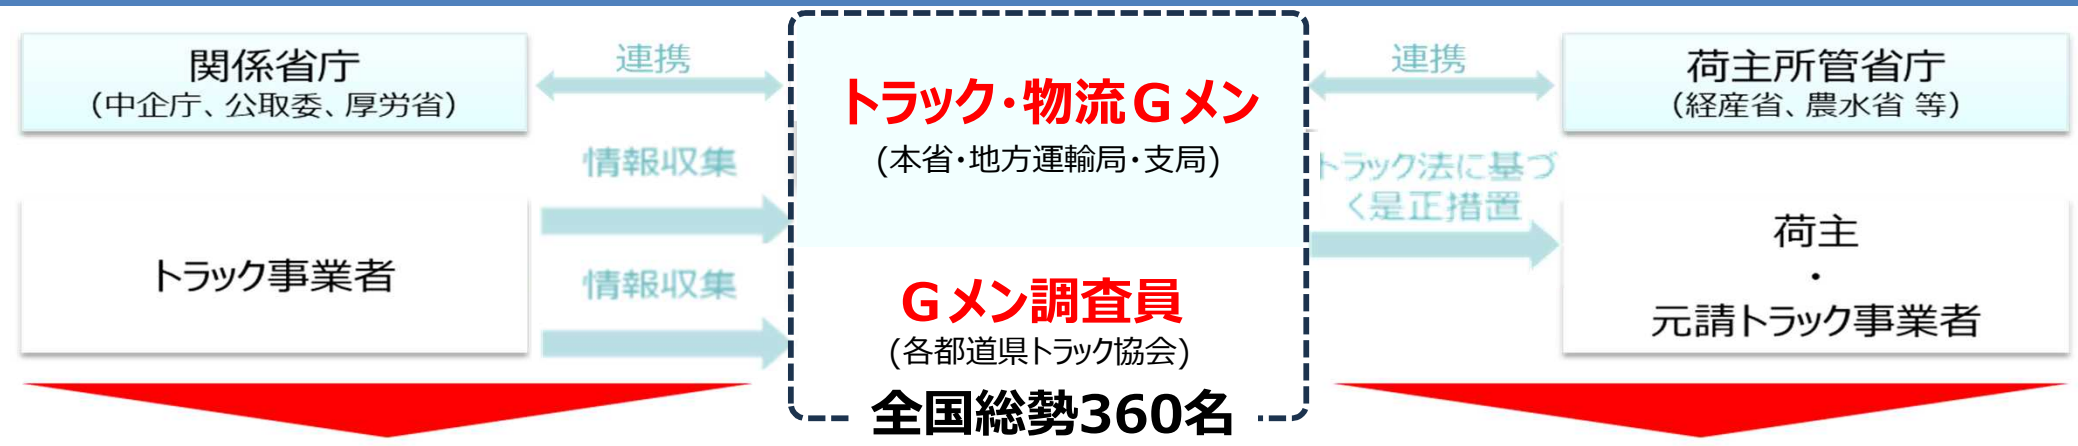 関係省庁
(中企庁、公取委、厚労省)
連携
情報収集
トラック事業者
情報収集
トラック・物流Gメン
(本省・地方運輸局・支局)
Gメン調査員
(各都道県トラック協会)
全国総勢360名
連携
トラック法に基づ
く是正措置
荷主所管省庁
(経産省、農水省 等)
荷主
・
元請トラック事業者